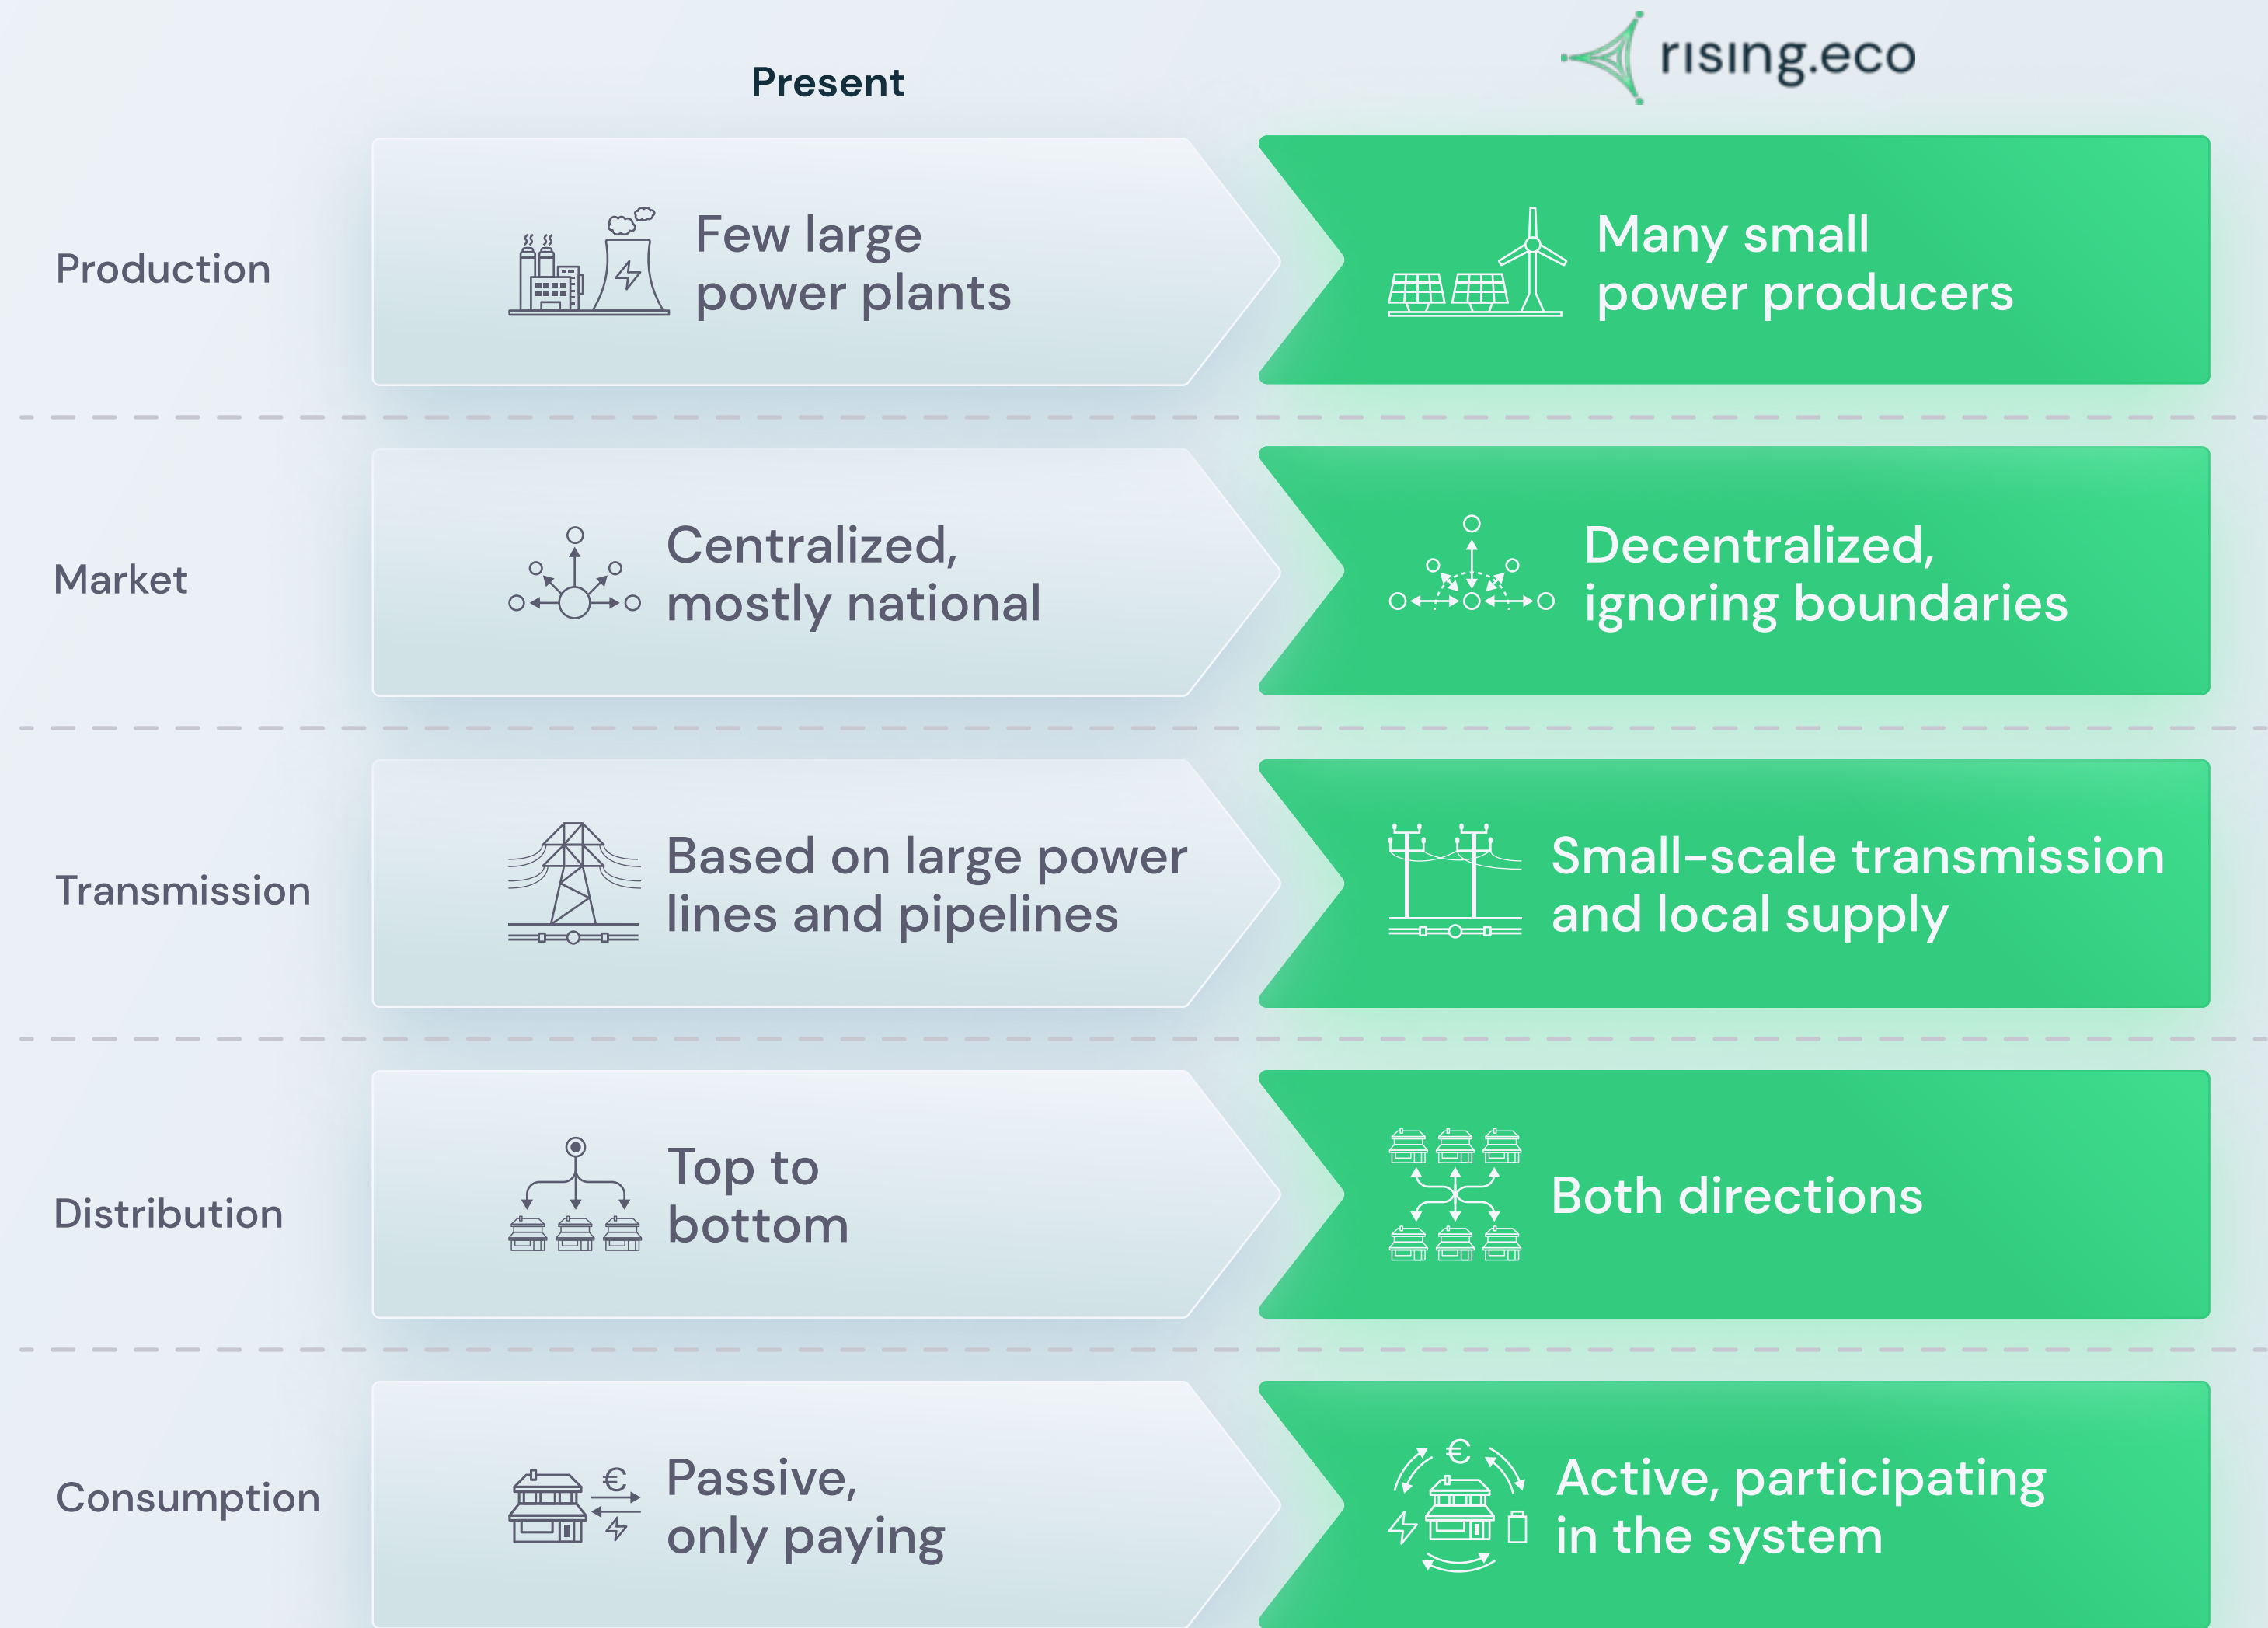 Present
rising.eco
Production
Few large
power plants
Many small
power producers
Market
Centralized,
mostly national
Decentralized,
ignoring boundaries
Transmission
Based on large power
lines and pipelines
Small-scale transmission
and local supply
Distribution
Top to
bottom
Both directions
Consumption
€
Passive,
only paying
€
Active, participating
in the system